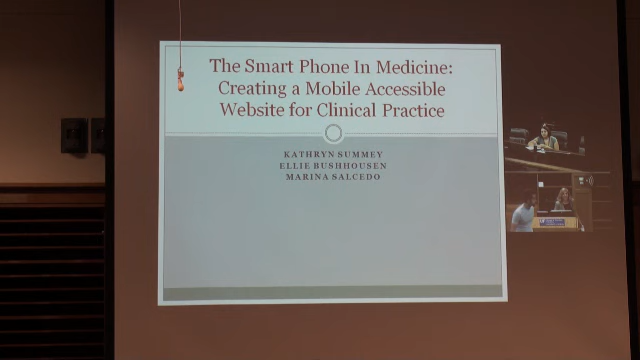 The Smart Phone In Medicine:
Creating a Mobile Accessible
Website for Clinical Practice
KATHRYN SUMMEY
ELLIE BUSHHOUSEN
MARINA SALCEDO